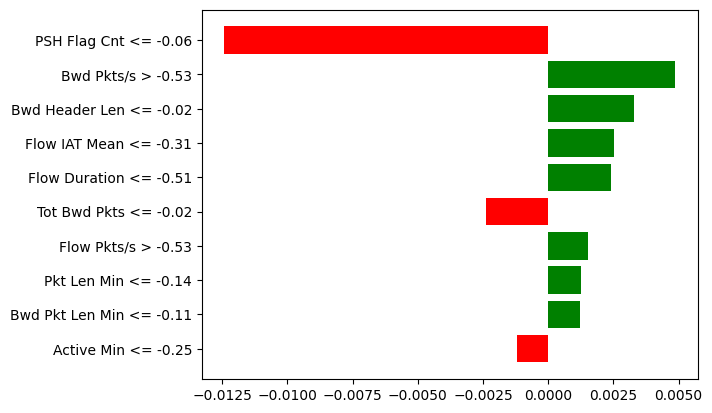 PSH Flag Cnt <= -0.06
Bwd Pkts/s > -0.53
Bwd Header Len <= -0.02
Flow IAT Mean <= -0.31
Flow Duration <= -0.51
Tot Bwd Pkts <= -0.02
Flow Pkts/s > -0.53
Pkt Len Min <= -0.14
Bwd Pkt Len Min <= -0.11
Active Min <= -0.25
−0.0125 −0.0100 −0.0075 −0.0050 −0.0025 0.0000 0.0025 0.0050